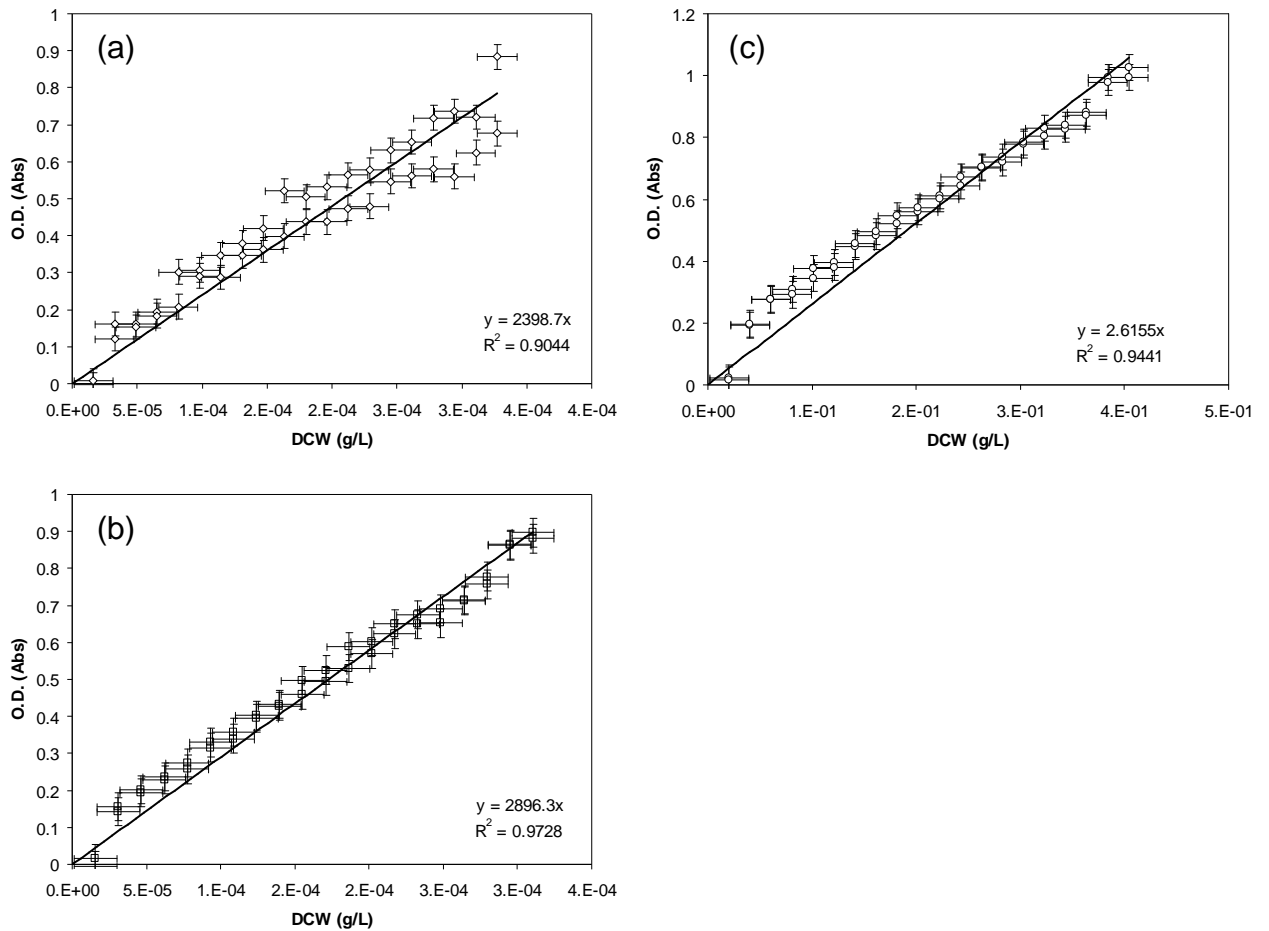 (a)
1
0.9
0.8
0.7
0.6
0.5
0.4
0.3
0.2
0.1
0
O.D. (Abs)
y = 2398.7x
R² = 0.9044
0.E+00 5.E-05 1.E-04 2.E-04 2.E-04 3.E-04 3.E-04 4.E-04 4.E-04
DCW (g/L)
(c)
1.2
1
0.8
0.6
0.4
0.2
0
O.D. (Abs)
y = 2.6155x
R² = 0.9441
0.E+00 1.E-01 2.E-01 3.E-01 4.E-01 5.E-01
DCW (g/L)
(b)
1
0.9
0.8
0.7
0.6
0.5
0.4
0.3
0.2
0.1
0
O.D. (Abs)
y = 2896.3x
R² = 0.9728
0.E+00 5.E-05 1.E-04 2.E-04 2.E-04 3.E-04 3.E-04 4.E-04
DCW (g/L)